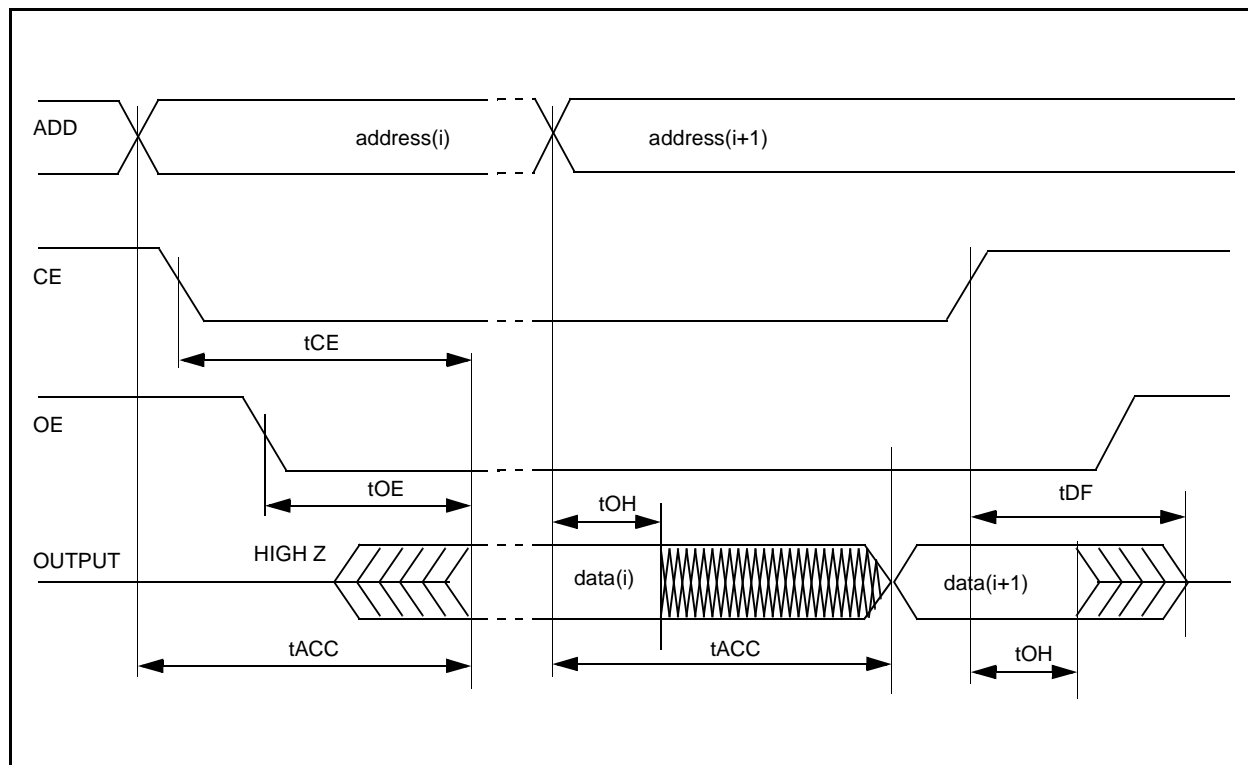 ADD
address(i)
address(i+1)
CE
tCE
OE
tOE
tOH
tDF
OUTPUT
HIGH Z
data(i)
data(i+1)
tACC
tACC
tOH